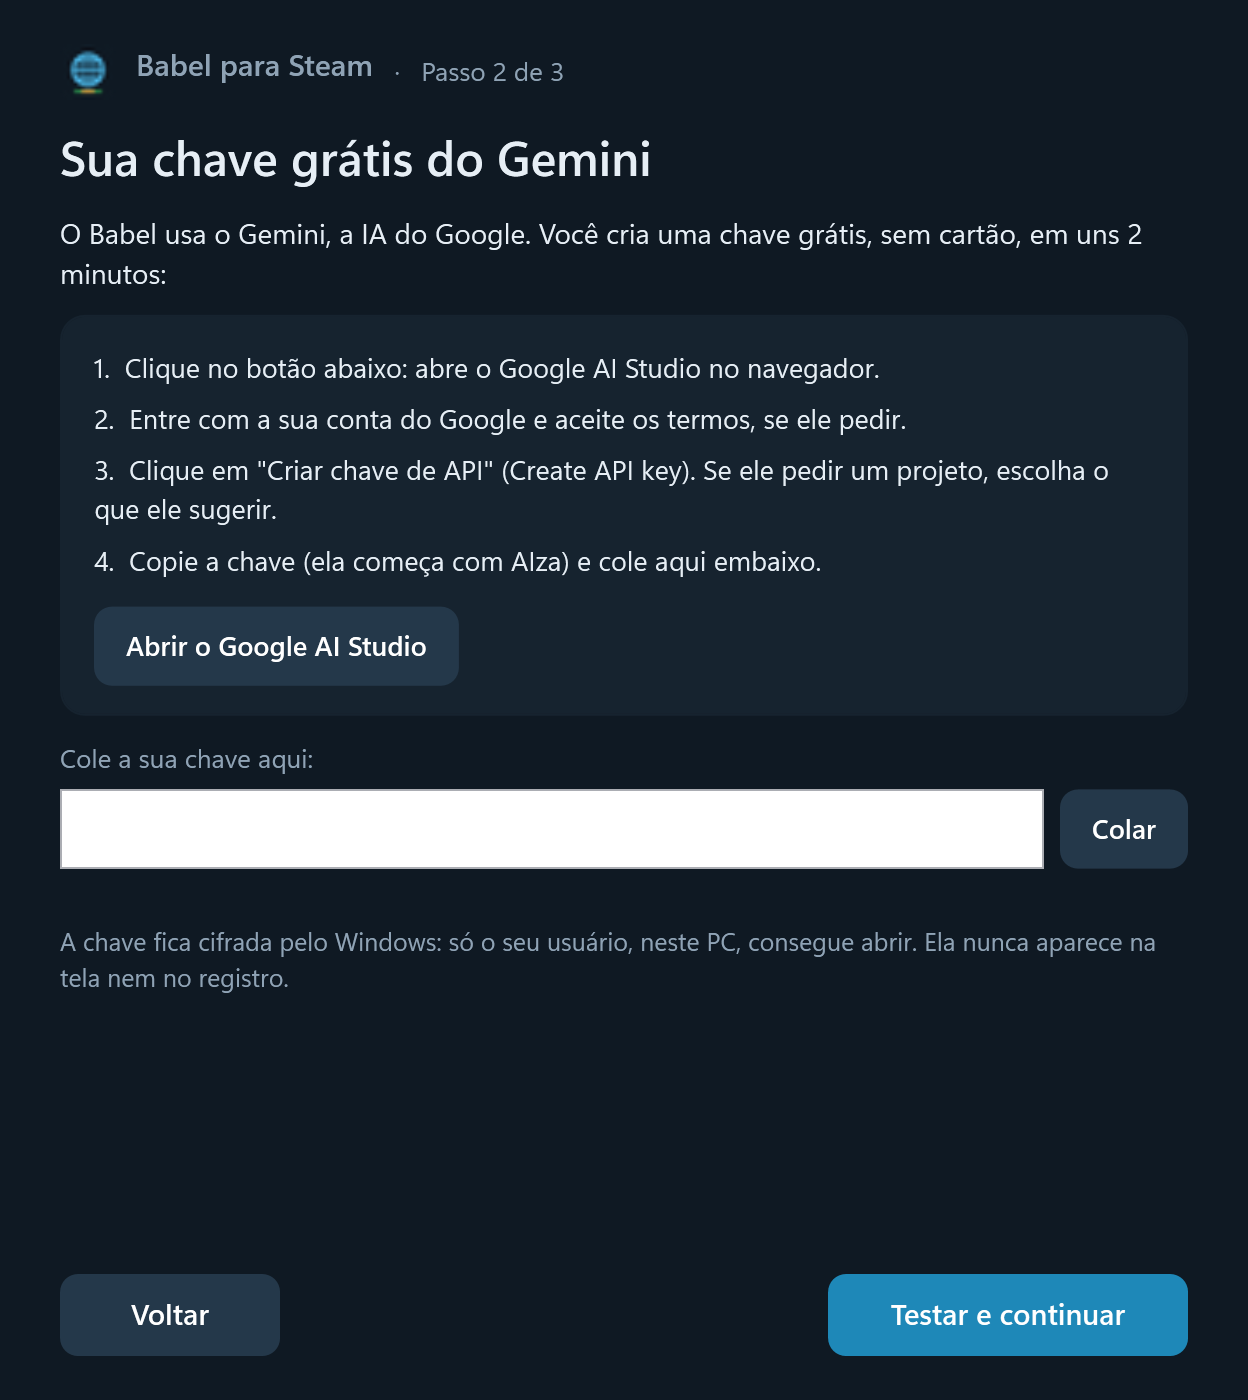 Babel para Steam · Passo 2 de 3
Sua chave grátis do Gemini
O Babel usa o Gemini, a IA do Google. Você cria uma chave grátis, sem cartão, em uns 2
minutos:
1. Clique no botão abaixo: abre o Google AI Studio no navegador.
2. Entre com a sua conta do Google e aceite os termos, se ele pedir.
3. Clique em "Criar chave de API" (Create API key). Se ele pedir um projeto, escolha o
que ele sugerir.
4. Copie a chave (ela começa com AIza) e cole aqui embaixo.
Abrir o Google AI Studio
Cole a sua chave aqui:
Colar
A chave fica cifrada pelo Windows: só o seu usuário, neste PC, consegue abrir. Ela nunca aparece na
tela nem no registro.
Voltar
Testar e continuar